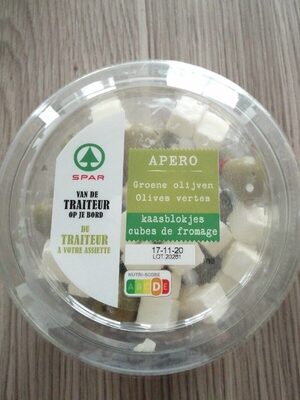 SPAR
VAN DE
TRAITEUR
OP JE BORD
DU
TRAITEUR
À VOTRE ASSIETTE
APERO
Groene olijven
Olives vertes
kaasblokjes
cubes de fromage
17-11-20
LOT:20281
NUTRI-SCORE
A B C D E